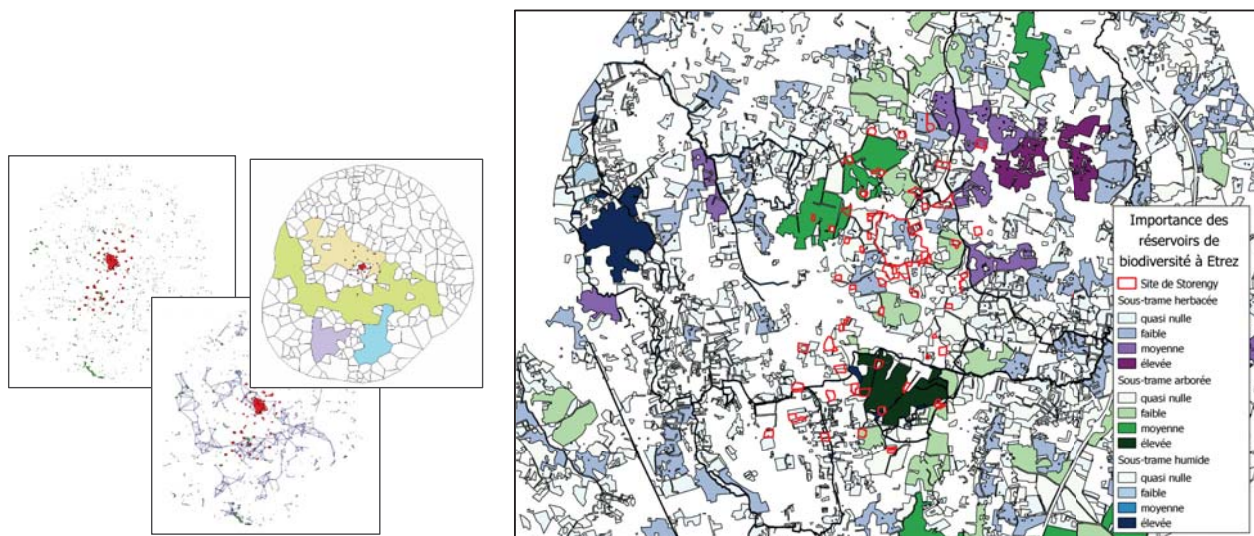 Importance des
réservoirs de
biodiversité à Etrez
Site de Storengy
Sous-trame herbacée
quasi nulle
faible
moyenne
élevée
Sous-trame arborée
quasi nulle
faible
moyenne
élevée
Sous-trame humide
quasi nulle
faible
moyenne
élevée